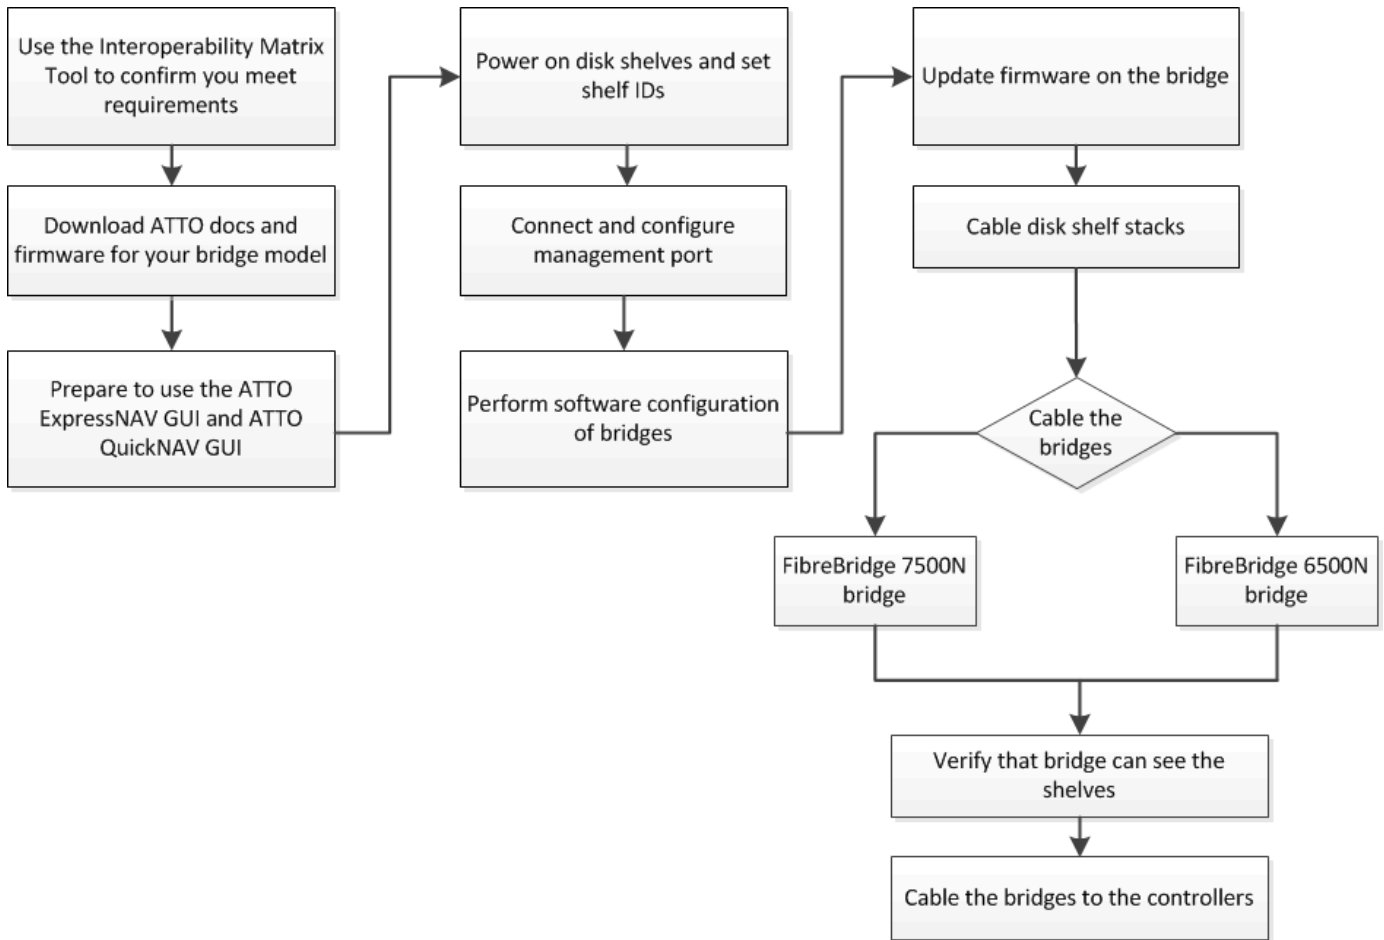 Use the Interoperability Matrix
Tool to confirm you meet
requirements
Download ATTO docs and
firmware for your bridge model
Prepare to use the ATTO
ExpressNAV GUI and ATTO
QuickNAV GUI
Power on disk shelves and set
shelf IDs
Connect and configure
management port
Perform software configuration
of bridges
Update firmware on the bridge
Cable disk shelf stacks
Cable the
bridges
FibreBridge 7500N
bridge
FibreBridge 6500N
bridge
Verify that bridge can see the
shelves
Cable the bridges to the controllers